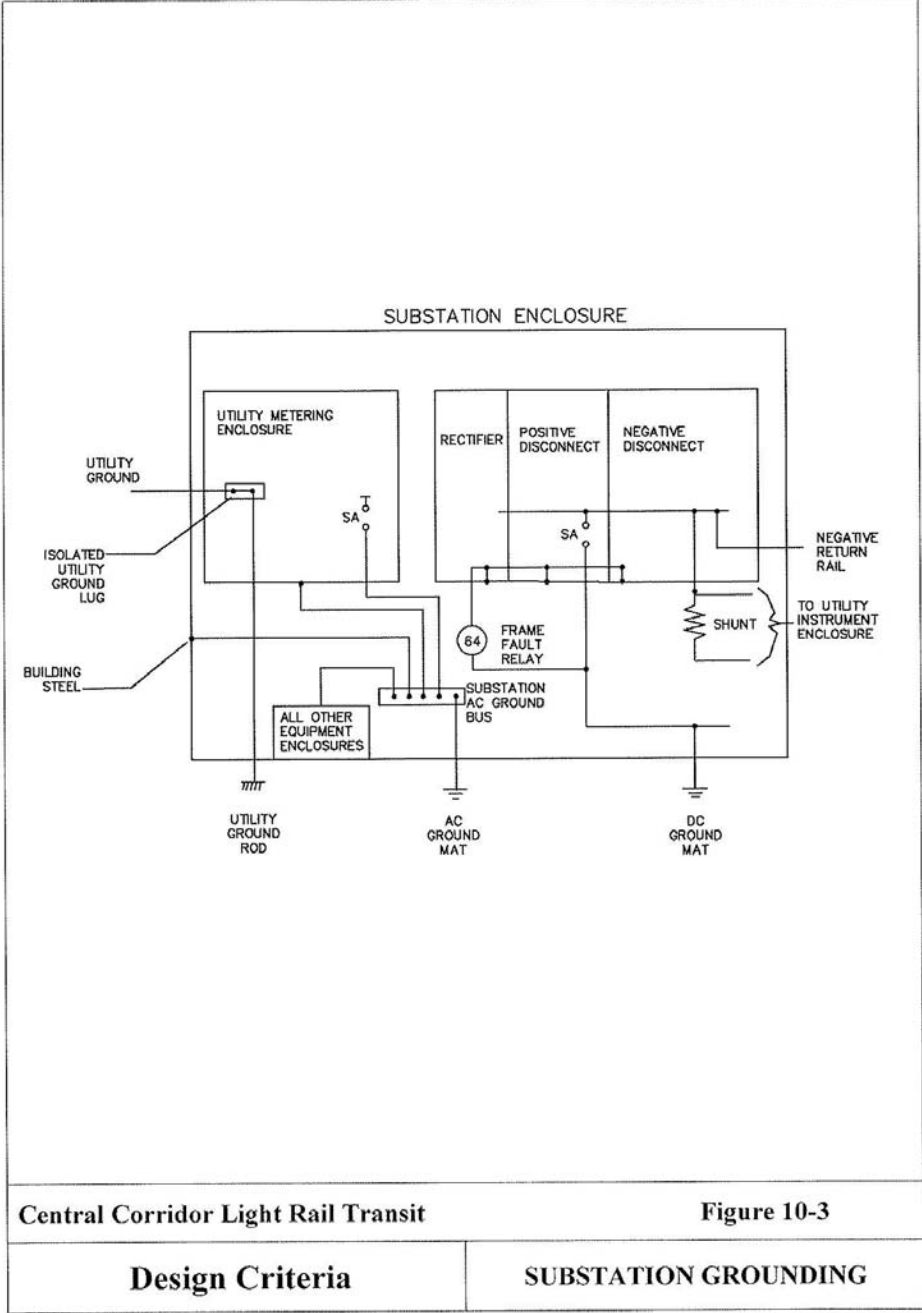 SUBSTATION ENCLOSURE
UTILITY METERING
ENCLOSURE
RECTIFIER
POSITIVE
DISCONNECT
NEGATIVE
DISCONNECT
UTILITY
GROUND
SA
SA
ISOLATED
UTILITY
GROUND
LUG
NEGATIVE
RETURN
RAIL
64
FRAME
FAULT
RELAY
SHUNT
TO UTILITY
INSTRUMENT
ENCLOSURE
BUILDING
STEEL
SUBSTATION
AC GROUND
BUS
ALL OTHER
EQUIPMENT
ENCLOSURES
UTILITY
GROUND
ROD
AC
GROUND
MAT
DC
GROUND
MAT
Central Corridor Light Rail Transit
Figure 10-3
Design Criteria
SUBSTATION GROUNDING